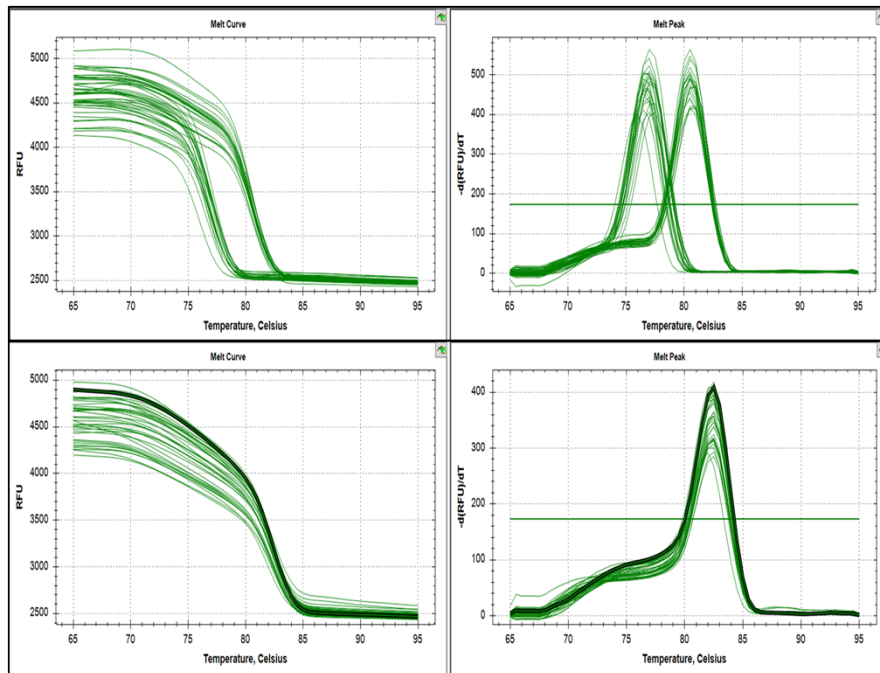 Melt Curve
5000
4500
4000
3500
3000
2500
RFU
65 70 75 80 85 90 95
Temperature, Celsius
Melt Peak
500
400
300
200
100
0
-d(RFU)/dT
65 70 75 80 85 90 95
Temperature, Celsius
Melt Curve
5000
4500
4000
3500
3000
2500
RFU
65 70 75 80 85 90 95
Temperature, Celsius
Melt Peak
400
300
200
100
0
-d(RFU)/dT
65 70 75 80 85 90 95
Temperature, Celsius